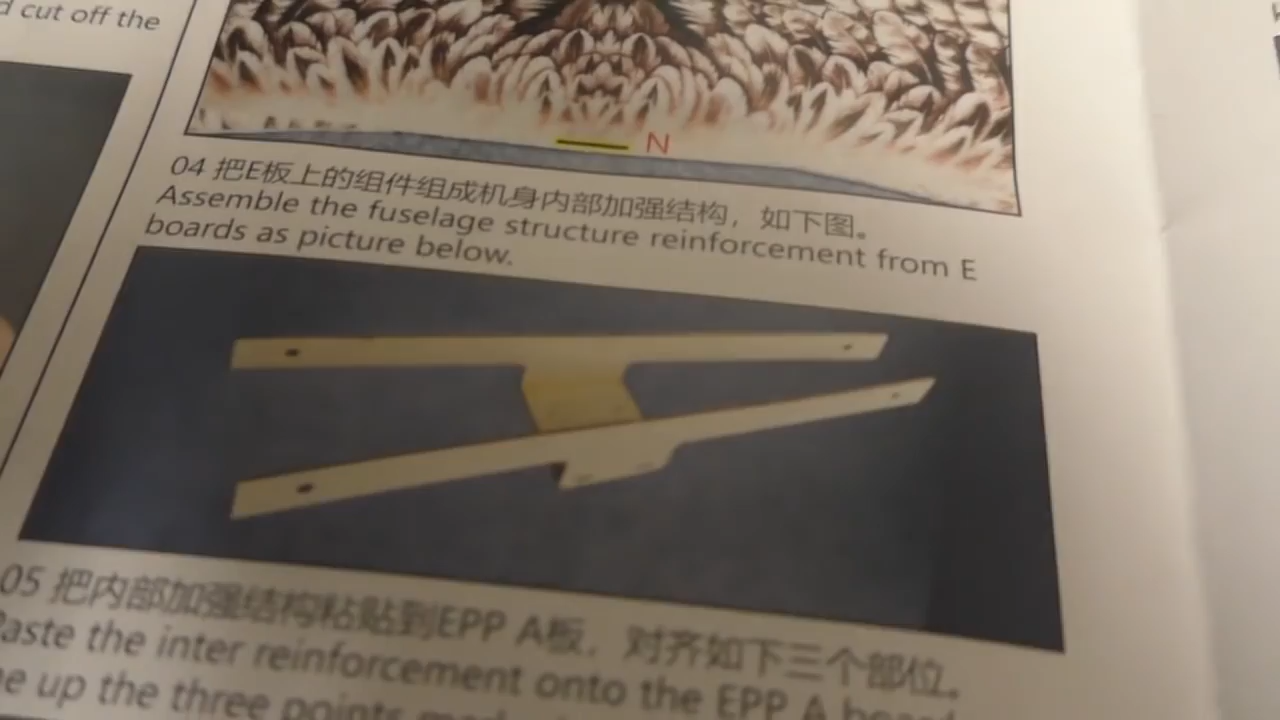 d cut off the
N
04 把E板上的组件组成机身内部加强结构，如下图。
Assemble the fuselage structure reinforcement from E
boards as picture below.
05 把内部加强结构粘贴到EPP A板，对齐如下三个部位。
Paste the inter reinforcement onto the EPP A board
e up the three points